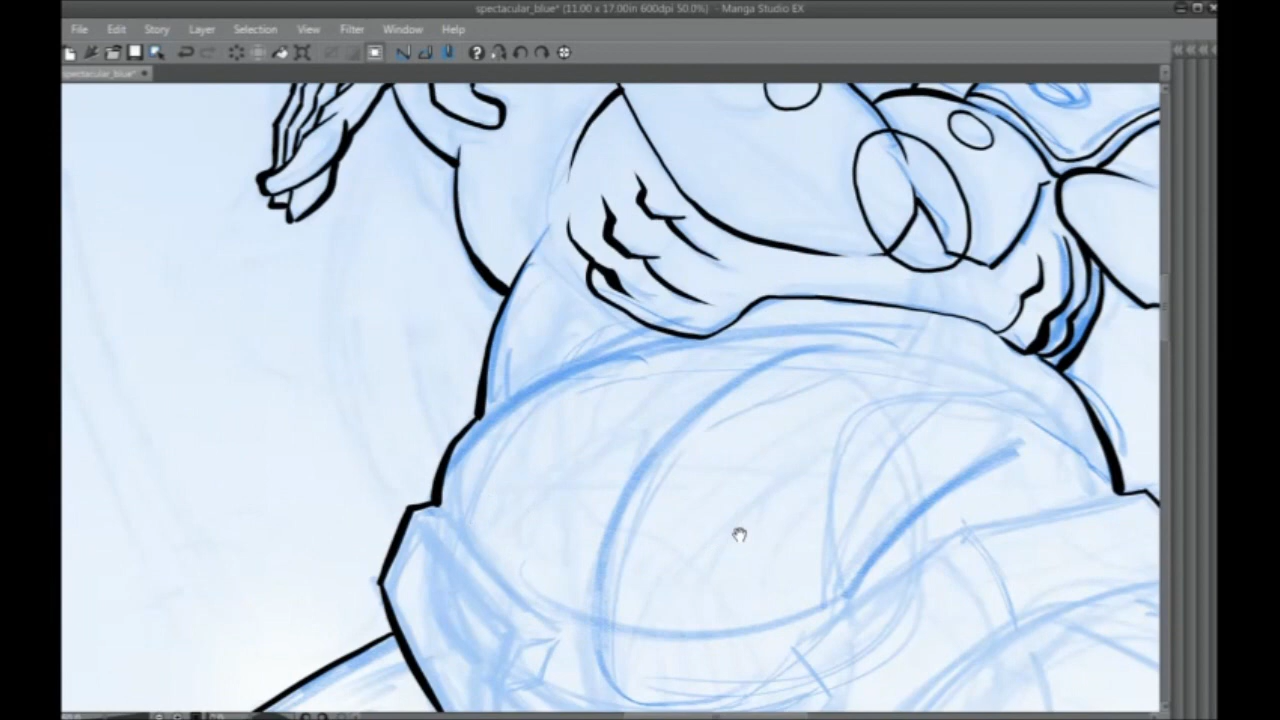 spectacular_blue* (11.00 x 17.00in 600dpi 50.0%) - Manga Studio EX
File Edit Story Layer Selection View Filter Window Help
spectacular_blue*